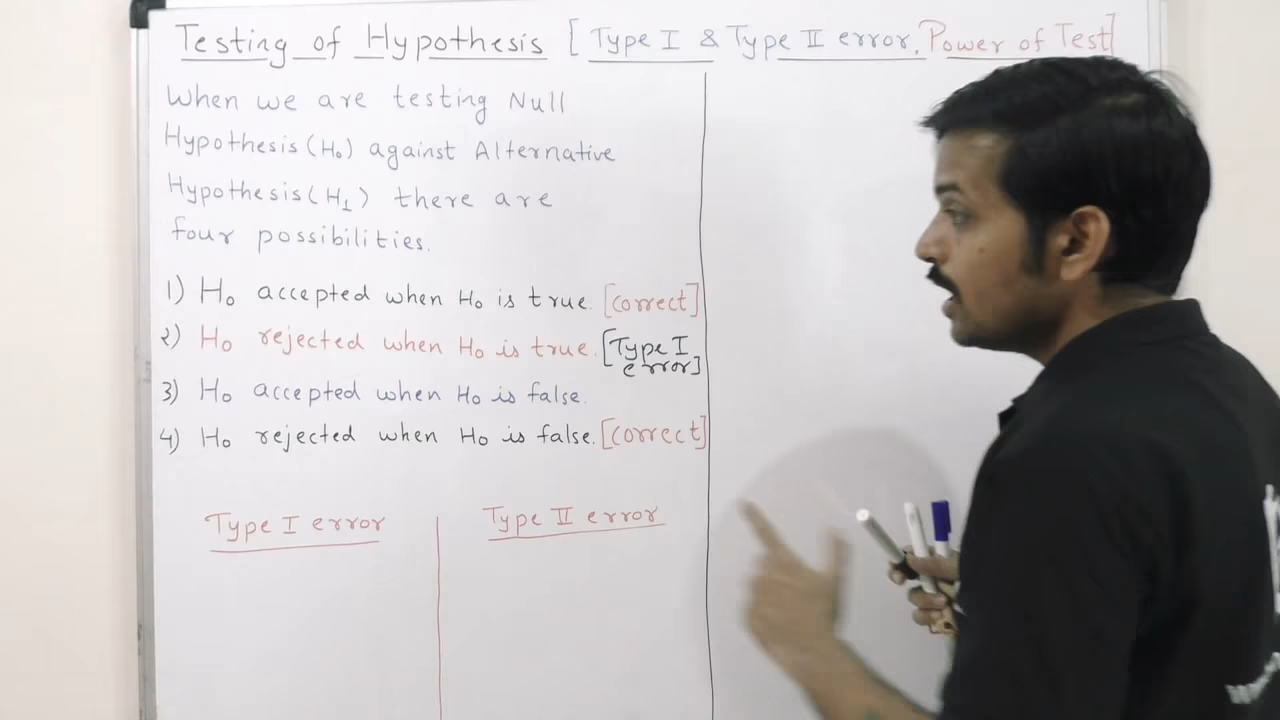 Testing of Hypothesis [Type I & Type II error, Power of Test]
When we are testing Null
Hypothesis (H₀) against Alternative
Hypothesis (H₁) there are
four possibilities.
1) H₀ accepted when H₀ is true. [correct]
2) H₀ rejected when H₀ is true. [Type I
error]
3) H₀ accepted when H₀ is false.
4) H₀ rejected when H₀ is false. [correct]
Type I error
Type II error